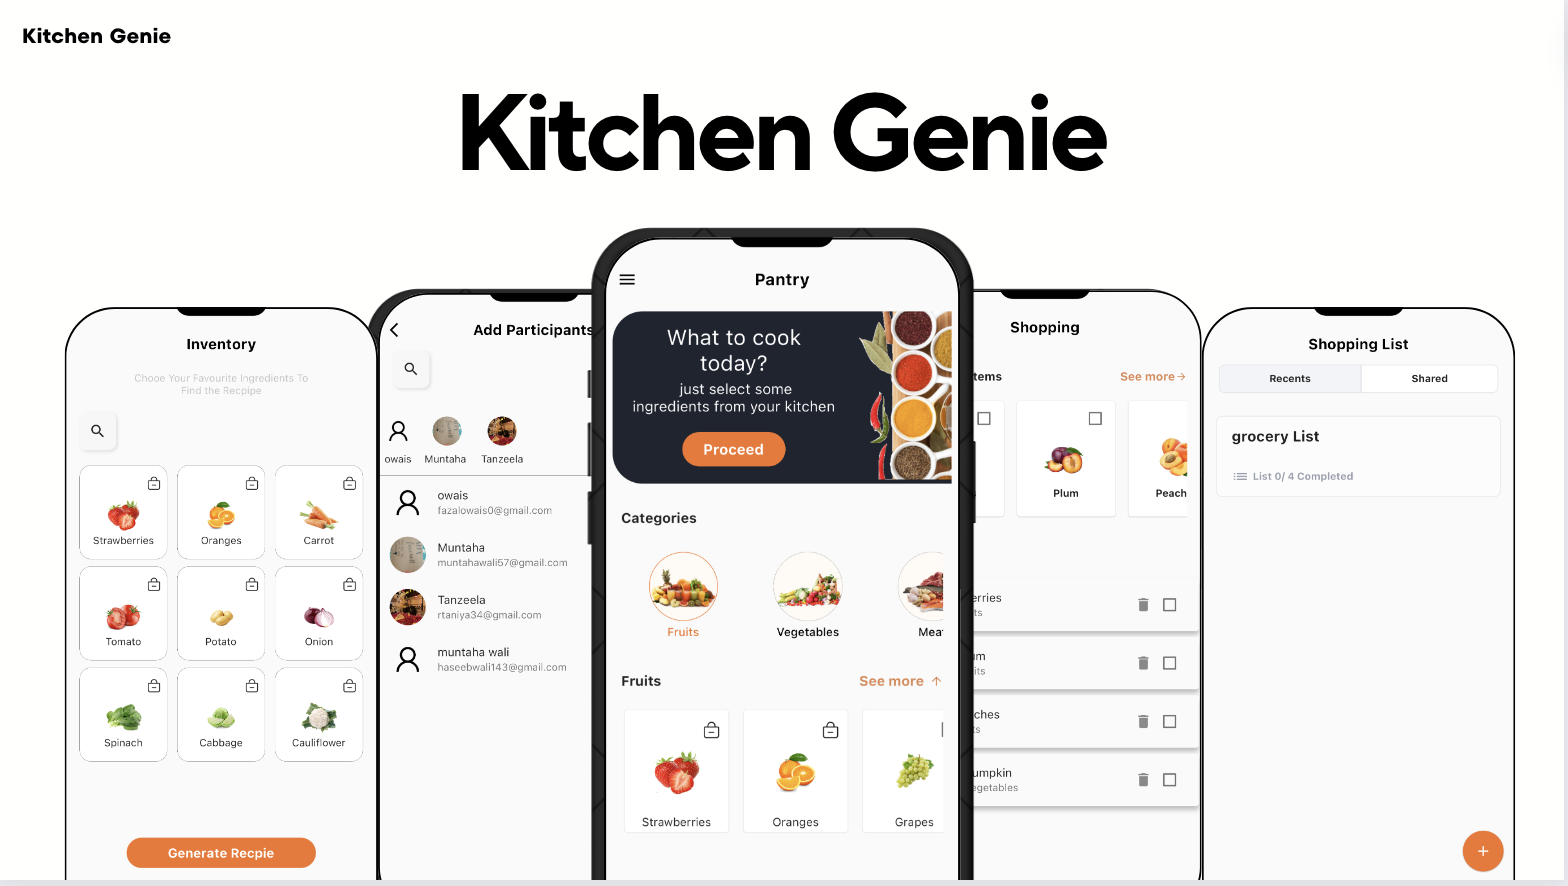 Kitchen Genie
Kitchen Genie
Inventory
Chooe Your Favourite Ingredients To
Find the Recpipe
Strawberries
Oranges
Carrot
Tomato
Potato
Onion
Spinach
Cabbage
Cauliflower
Generate Recpie
Add Participants
owais
Muntaha
Tanzeela
owais
fazalowais0@gmail.com
Muntaha
muntahawali57@gmail.com
Tanzeela
rtaniya34@gmail.com
muntaha wali
haseebwali143@gmail.com
Pantry
What to cook
today?
just select some
ingredients from your kitchen
Proceed
Categories
Fruits
Vegetables
Meat
Fruits
See more
Strawberries
Oranges
Grapes
Shopping
tems
See more
Plum
Peach
erries
ts
um
its
ches
ts
umpkin
egetables
Shopping List
Recents
Shared
grocery List
List 0/ 4 Completed